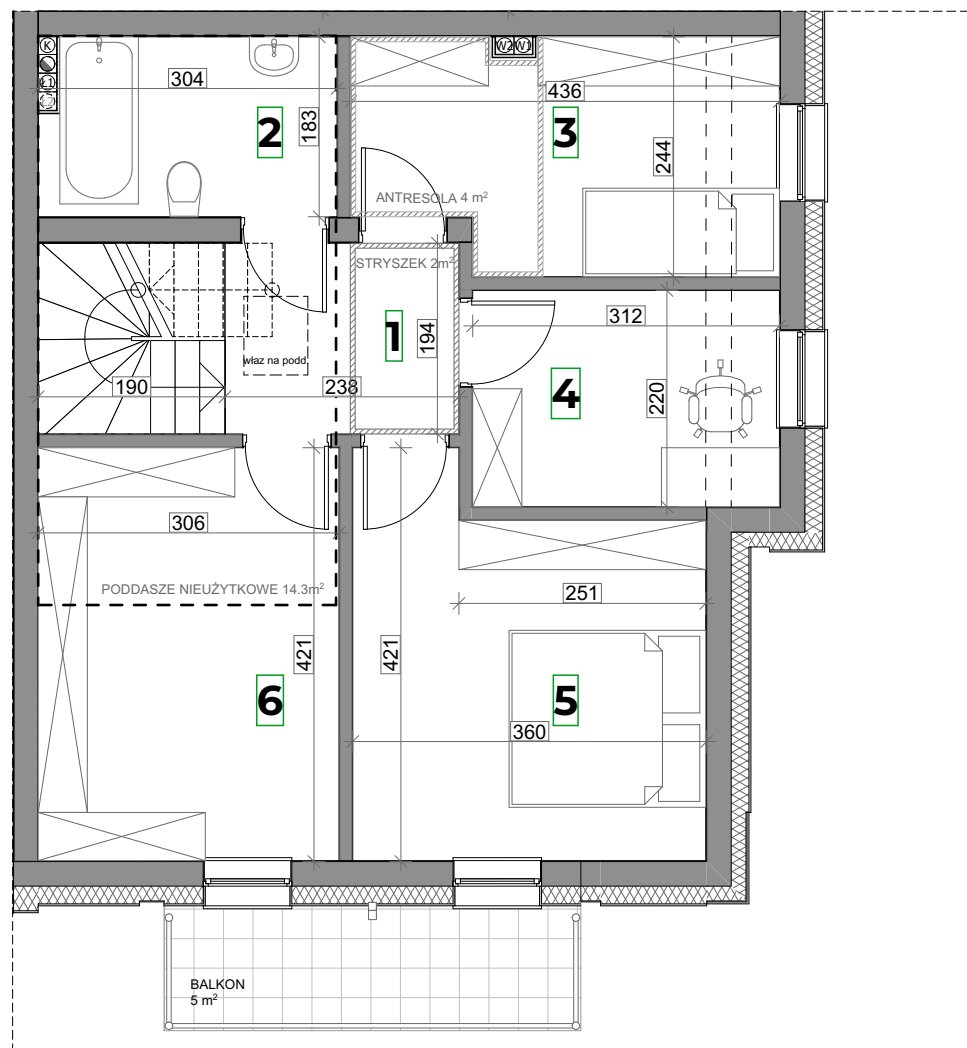 K
W2
W1
304
2
183
436
3
244
ANTRESOLA 4 m²
STRYSZEK 2m²
1
194
312
właz na podd.
190
238
4
220
306
PODDASZE NIEUŻYTKOWE 14.3m²
251
421
421
6
5
360
BALKON
5 m²